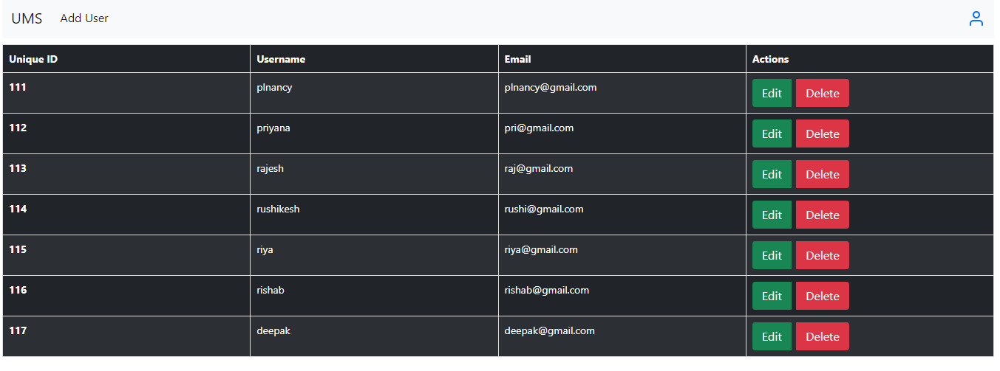 UMS Add User
Unique ID Username Email Actions
111 plnancy plnancy@gmail.com Edit Delete
112 priyana pri@gmail.com Edit Delete
113 rajesh raj@gmail.com Edit Delete
114 rushikesh rushi@gmail.com Edit Delete
115 riya riya@gmail.com Edit Delete
116 rishab rishab@gmail.com Edit Delete
117 deepak deepak@gmail.com Edit Delete